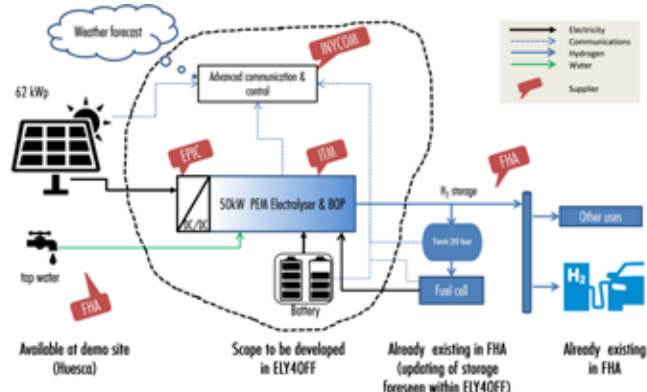 Weather forecast
INYCOM
Electricity
Communications
Hydrogen
Water
Supplier
62 kWp
Advanced communication &
control
EPIC
ITM
FHA
DC/DC
50kW PEM Electrolyser & BOP
H2 storage
Other uses
Tank 20 bar
tap water
FHA
Battery
Fuel cell
H2
Available at demo site
(Huesca)
Scope to be developed
in ELY4OFF
Already existing in FHA
(updating of storage
foreseen within ELY4OFF)
Already existing
in FHA